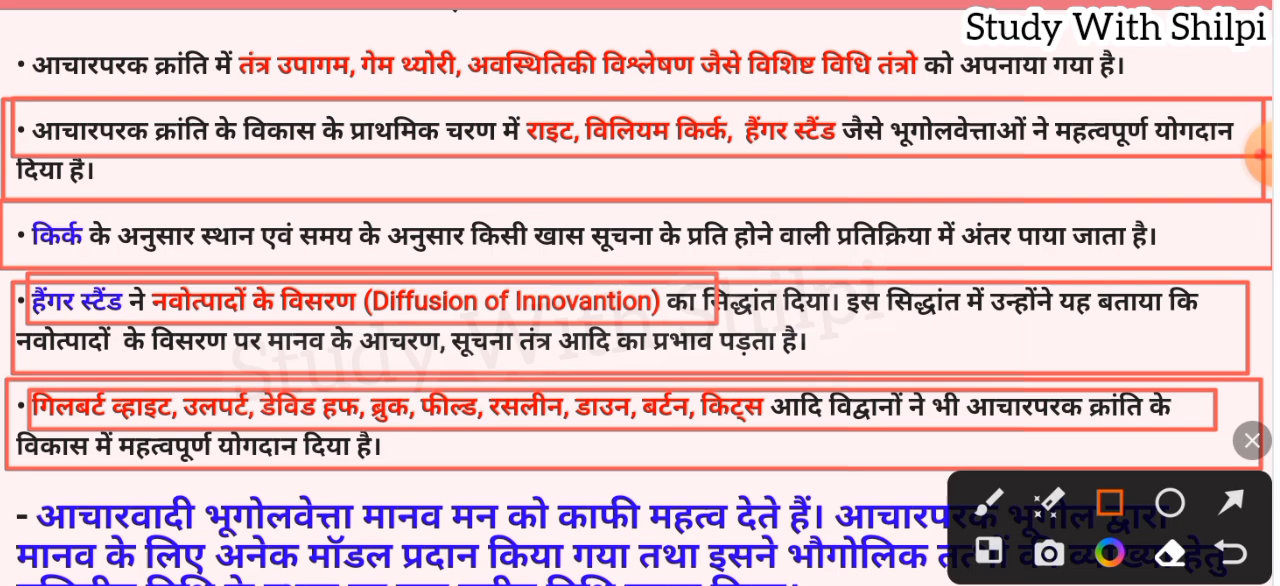 Study With Shilpi
• आचारपरक क्रांति में तंत्र उपागम, गेम थ्योरी, अवस्थितिकी विश्लेषण जैसे विशिष्ट विधि तंत्रो को अपनाया गया है।
• आचारपरक क्रांति के विकास के प्राथमिक चरण में राइट, विलियम किर्क, हैंगर स्टैंड जैसे भूगोलवेत्ताओं ने महत्वपूर्ण योगदान
दिया है।
• किर्क के अनुसार स्थान एवं समय के अनुसार किसी खास सूचना के प्रति होने वाली प्रतिक्रिया में अंतर पाया जाता है।
• हैंगर स्टैंड ने नवोत्पादों के विसरण (Diffusion of Innovantion) का सिद्धांत दिया। इस सिद्धांत में उन्होंने यह बताया कि
नवोत्पादों के विसरण पर मानव के आचरण, सूचना तंत्र आदि का प्रभाव पड़ता है।
Study With Shilpi
• गिलबर्ट व्हाइट, उलपर्ट, डेविड हफ, ब्रुक, फील्ड, रसलीन, डाउन, बर्टन, किट्स आदि विद्वानों ने भी आचारपरक क्रांति के
विकास में महत्वपूर्ण योगदान दिया है।
- आचारवादी भूगोलवेत्ता मानव मन को काफी महत्व देते हैं। आचारपरक भूगोल द्वारा
मानव के लिए अनेक मॉडल प्रदान किया गया तथा इसने भौगोलिक हेतु